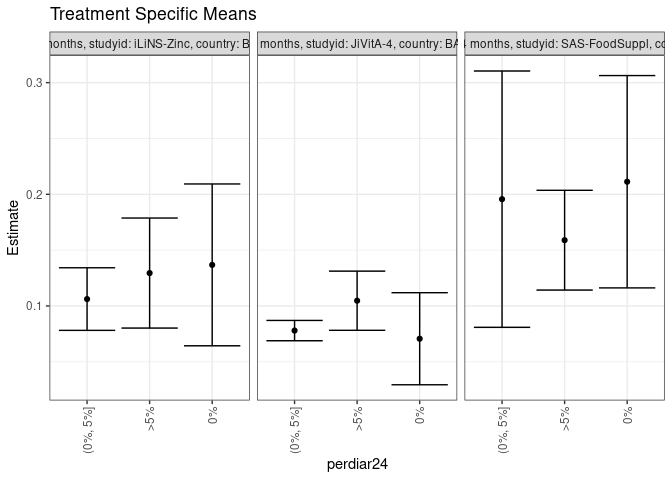 Treatment Specific Means
months, studyid: iLiNS-Zinc, country: B
months, studyid: JiVitA-4, country: BA
4 months, studyid: SAS-FoodSuppl, co
0.3
0.2
0.1
Estimate
(0%, 5%]
>5%
0%
(0%, 5%]
>5%
0%
(0%, 5%]
>5%
0%
perdiar24